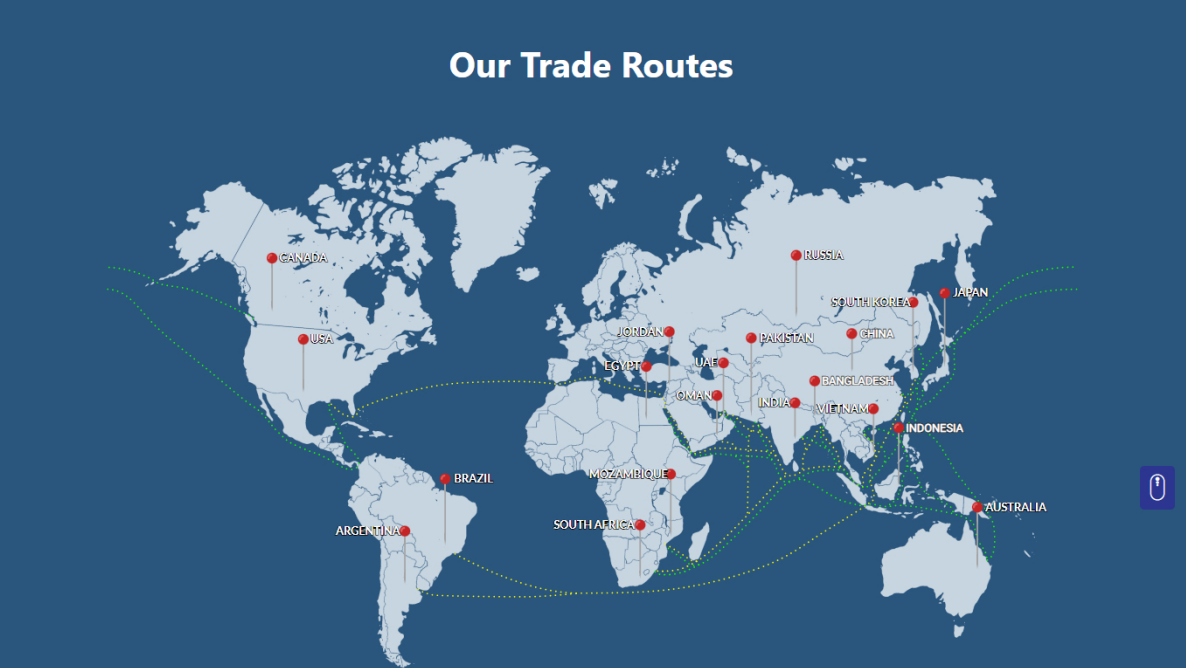 Our Trade Routes
CANADA
RUSSIA
JAPAN
SOUTH KOREA
JORDAN
CHINA
USA
PAKISTAN
EGYPT
UAE
BANGLADESH
OMAN
INDIA
VIETNAM
INDONESIA
MOZAMBIQUE
BRAZIL
AUSTRALIA
SOUTH AFRICA
ARGENTINA